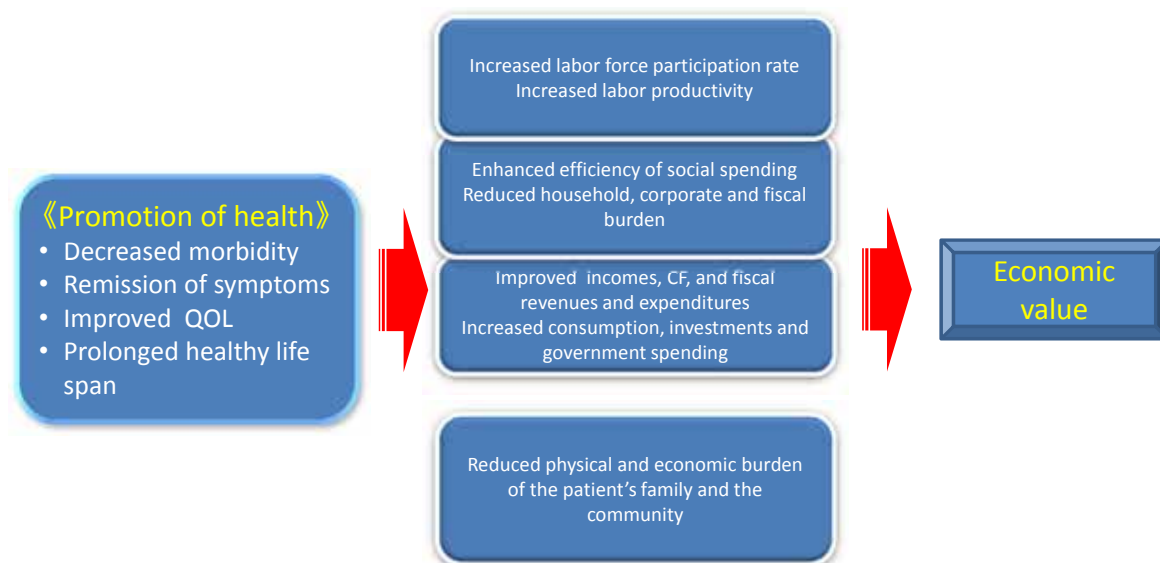 《Promotion of health》
• Decreased morbidity
• Remission of symptoms
• Improved QOL
• Prolonged healthy life
span
Increased labor force participation rate
Increased labor productivity
Enhanced efficiency of social spending
Reduced household, corporate and fiscal
burden
Improved incomes, CF, and fiscal
revenues and expenditures
Increased consumption, investments and
government spending
Reduced physical and economic burden
of the patient's family and the
community
Economic
value